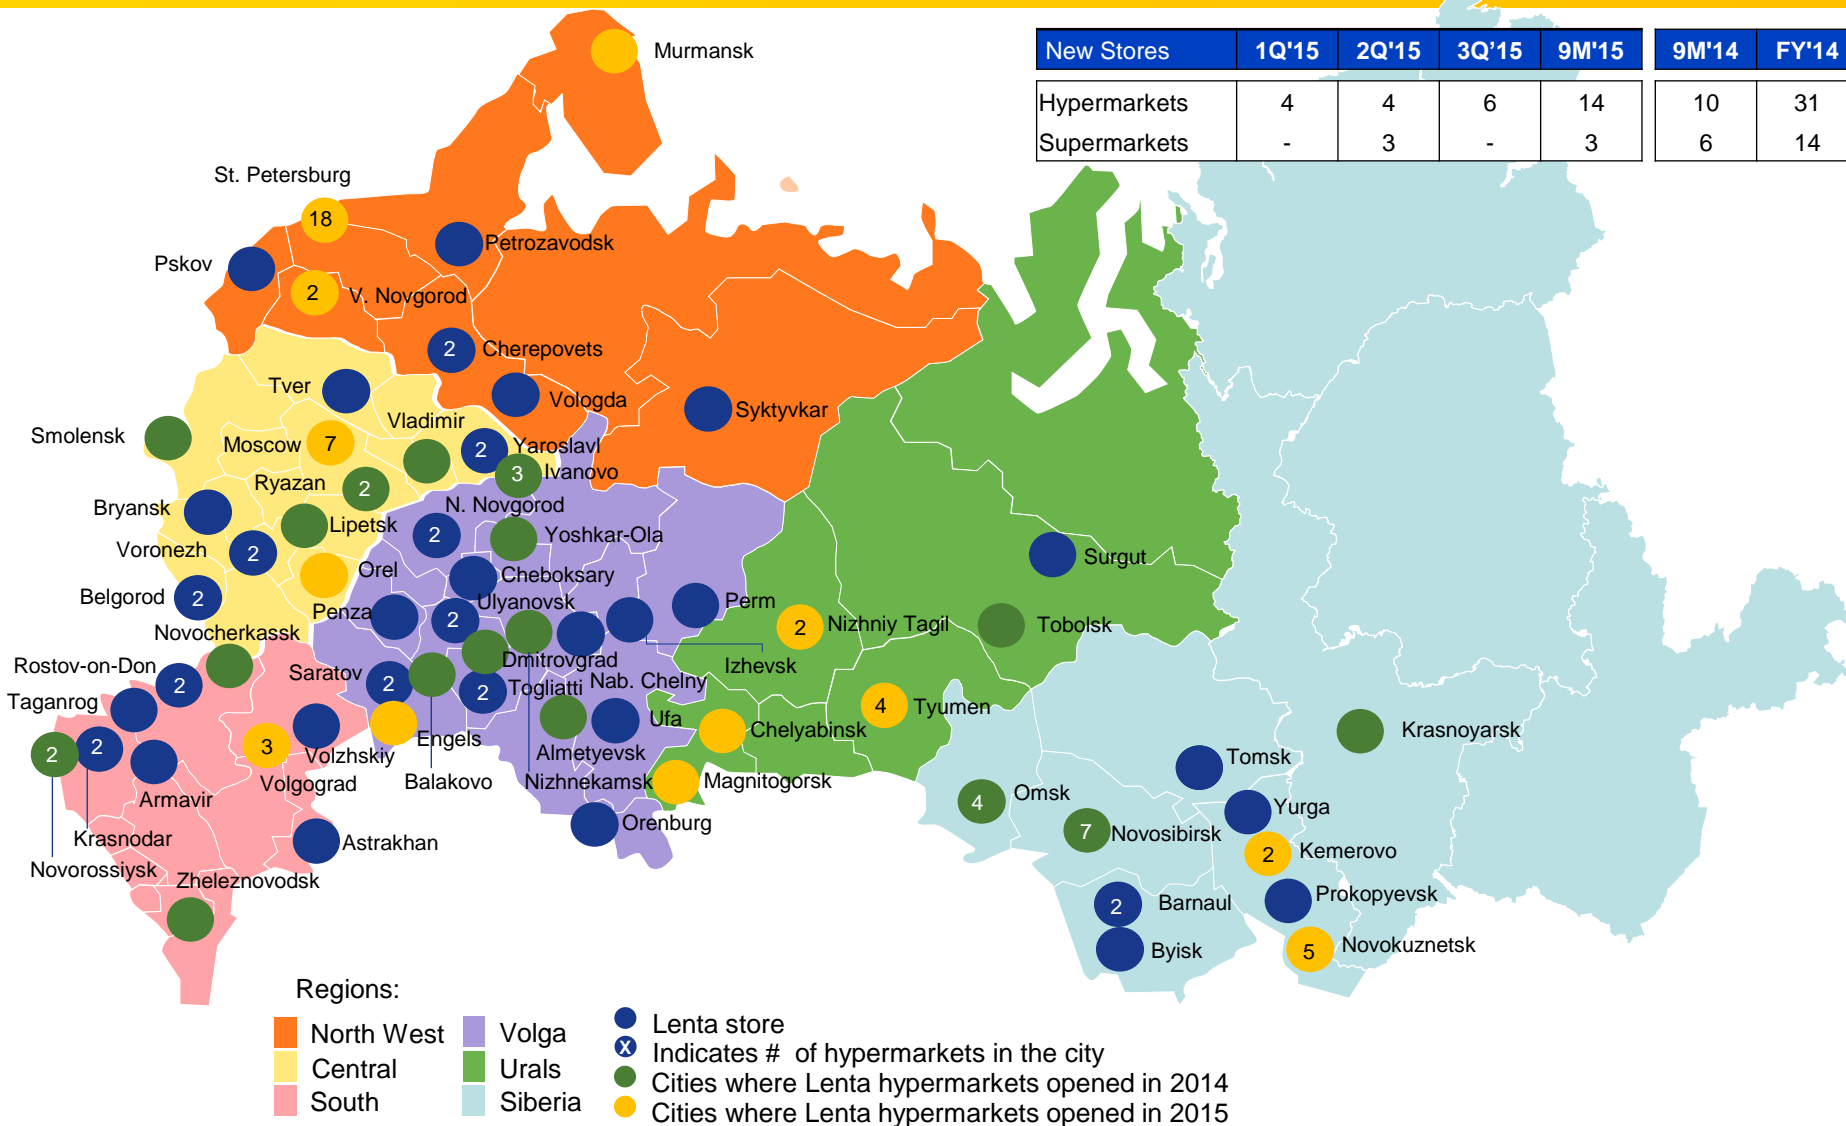 New Stores 1Q'15 2Q'15 3Q’15 9M'15 9M'14 FY'14
Hypermarkets 4 4 6 14 10 31
Supermarkets - 3 - 3 6 14
Murmansk
St. Petersburg
18
Petrozavodsk
Pskov
2 V. Novgorod
2 Cherepovets
Tver
Vologda
Syktyvkar
Vladimir
Smolensk
Moscow 7
2 Yaroslavl
3 Ivanovo
Ryazan 2
Bryansk
N. Novgorod
2
Lipetsk
Yoshkar-Ola
Voronezh 2
Surgut
Orel
Cheboksary
Belgorod 2
Penza
2 Ulyanovsk
Perm
2 Nizhniy Tagil
Tobolsk
Novocherkassk
Izhevsk
Rostov-on-Don 2
Saratov 2
Dmitrovgrad
2 Togliatti
Nab. Chelny
Taganrog
4 Tyumen
Ufa
Chelyabinsk
Krasnoyarsk
2 2
3
Volgograd
Volzhskiy
Engels
Almetyevsk
Tomsk
Balakovo
Nizhnekamsk
Magnitogorsk
Armavir
4 Omsk
Yurga
Orenburg
7 Novosibirsk
Krasnodar
Astrakhan
2 Kemerovo
Novorossiysk
Zheleznovodsk
Prokopyevsk
2 Barnaul
Byisk
5 Novokuznetsk
Regions:
North West
Central
South
Volga
Urals
Siberia
Lenta store
X Indicates # of hypermarkets in the city
Cities where Lenta hypermarkets opened in 2014
Cities where Lenta hypermarkets opened in 2015